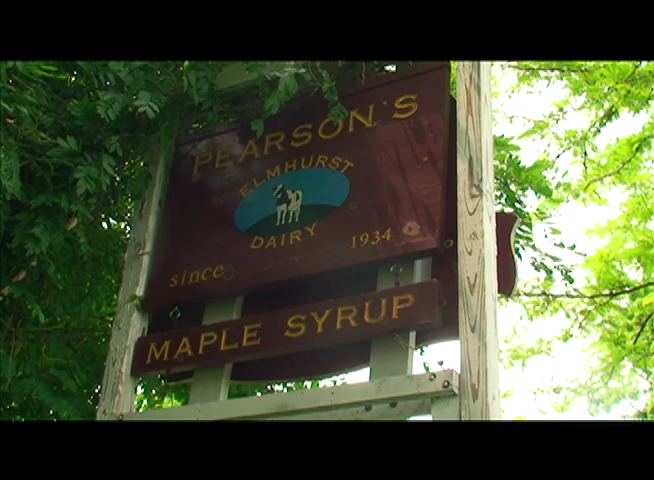 PEARSON'S
ELMHURST
DAIRY
since 1934
MAPLE SYRUP